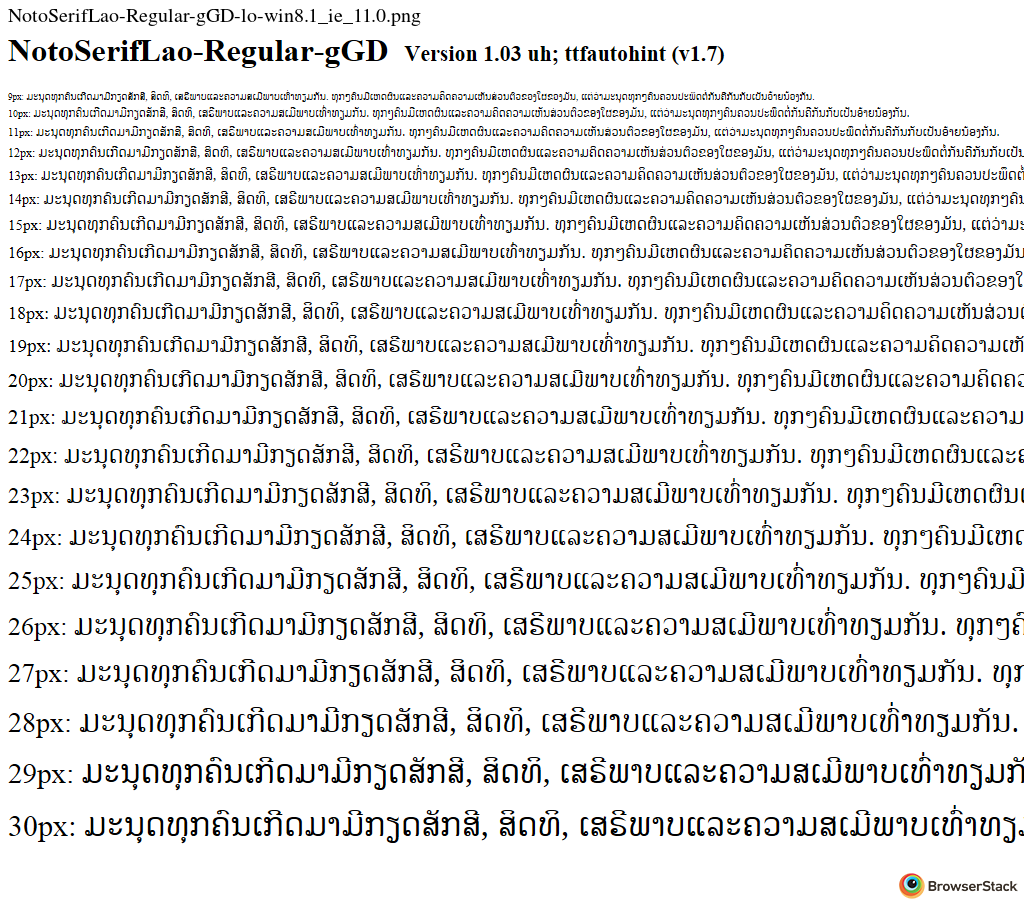 NotoSerifLao-Regular-gGD-lo-win8.1_ie_11.0.png
NotoSerifLao-Regular-gGD Version 1.03 uh; ttfautohint (v1.7)
9px: ມະນຸດທຸກຄົນເກີດມາມີກຽດສັກສີ, ສິດທິ, ເສຣີພາບແລະຄວາມສເມີພາບເທົ່າທຽມກັນ. ທຸກໆຄົນມີເຫດຜົນແລະຄວາມຄິດຄວາມເຫັນສ່ວນຕົວຂອງໃຜຂອງມັນ, ແຕ່ວ່າມະນຸດທຸກໆຄົນຄວນປະພຶດຕໍ່ກັນຄືກັນກັບເປັນອ້າຍນ້ອງກັນ.
10px: ມະນຸດທຸກຄົນເກີດມາມີກຽດສັກສີ, ສິດທິ, ເສຣີພາບແລະຄວາມສເມີພາບເທົ່າທຽມກັນ. ທຸກໆຄົນມີເຫດຜົນແລະຄວາມຄິດຄວາມເຫັນສ່ວນຕົວຂອງໃຜຂອງມັນ, ແຕ່ວ່າມະນຸດທຸກໆຄົນຄວນປະພຶດຕໍ່ກັນຄືກັນກັບເປັນອ້າຍນ້ອງກັນ.
11px: ມະນຸດທຸກຄົນເກີດມາມີກຽດສັກສີ, ສິດທິ, ເສຣີພາບແລະຄວາມສເມີພາບເທົ່າທຽມກັນ. ທຸກໆຄົນມີເຫດຜົນແລະຄວາມຄິດຄວາມເຫັນສ່ວນຕົວຂອງໃຜຂອງມັນ, ແຕ່ວ່າມະນຸດທຸກໆຄົນຄວນປະພຶດຕໍ່ກັນຄືກັນກັບເປັນອ້າຍນ້ອງກັນ.
12px: ມະນຸດທຸກຄົນເກີດມາມີກຽດສັກສີ, ສິດທິ, ເສຣີພາບແລະຄວາມສເມີພາບເທົ່າທຽມກັນ. ທຸກໆຄົນມີເຫດຜົນແລະຄວາມຄິດຄວາມເຫັນສ່ວນຕົວຂອງໃຜຂອງມັນ, ແຕ່ວ່າມະນຸດທຸກໆຄົນຄວນປະພຶດຕໍ່ກັນຄືກັນກັບເປັ
13px: ມະນຸດທຸກຄົນເກີດມາມີກຽດສັກສີ, ສິດທິ, ເສຣີພາບແລະຄວາມສເມີພາບເທົ່າທຽມກັນ. ທຸກໆຄົນມີເຫດຜົນແລະຄວາມຄິດຄວາມເຫັນສ່ວນຕົວຂອງໃຜຂອງມັນ, ແຕ່ວ່າມະນຸດທຸກໆຄົນຄວນປະພຶດຕໍ່
14px: ມະນຸດທຸກຄົນເກີດມາມີກຽດສັກສີ, ສິດທິ, ເສຣີພາບແລະຄວາມສເມີພາບເທົ່າທຽມກັນ. ທຸກໆຄົນມີເຫດຜົນແລະຄວາມຄິດຄວາມເຫັນສ່ວນຕົວຂອງໃຜຂອງມັນ, ແຕ່ວ່າມະນຸດທຸກໆຄົນ
15px: ມະນຸດທຸກຄົນເກີດມາມີກຽດສັກສີ, ສິດທິ, ເສຣີພາບແລະຄວາມສເມີພາບເທົ່າທຽມກັນ. ທຸກໆຄົນມີເຫດຜົນແລະຄວາມຄິດຄວາມເຫັນສ່ວນຕົວຂອງໃຜຂອງມັນ, ແຕ່ວ່າມະ
16px: ມະນຸດທຸກຄົນເກີດມາມີກຽດສັກສີ, ສິດທິ, ເສຣີພາບແລະຄວາມສເມີພາບເທົ່າທຽມກັນ. ທຸກໆຄົນມີເຫດຜົນແລະຄວາມຄິດຄວາມເຫັນສ່ວນຕົວຂອງໃຜຂອງມັນ
17px: ມະນຸດທຸກຄົນເກີດມາມີກຽດສັກສີ, ສິດທິ, ເສຣີພາບແລະຄວາມສເມີພາບເທົ່າທຽມກັນ. ທຸກໆຄົນມີເຫດຜົນແລະຄວາມຄິດຄວາມເຫັນສ່ວນຕົວຂອງໃ
18px: ມະນຸດທຸກຄົນເກີດມາມີກຽດສັກສີ, ສິດທິ, ເສຣີພາບແລະຄວາມສເມີພາບເທົ່າທຽມກັນ. ທຸກໆຄົນມີເຫດຜົນແລະຄວາມຄິດຄວາມເຫັນສ່ວນ
19px: ມະນຸດທຸກຄົນເກີດມາມີກຽດສັກສີ, ສິດທິ, ເສຣີພາບແລະຄວາມສເມີພາບເທົ່າທຽມກັນ. ທຸກໆຄົນມີເຫດຜົນແລະຄວາມຄິດຄວາມເຫັ
20px: ມະນຸດທຸກຄົນເກີດມາມີກຽດສັກສີ, ສິດທິ, ເສຣີພາບແລະຄວາມສເມີພາບເທົ່າທຽມກັນ. ທຸກໆຄົນມີເຫດຜົນແລະຄວາມຄິດຄວ
21px: ມະນຸດທຸກຄົນເກີດມາມີກຽດສັກສີ, ສິດທິ, ເສຣີພາບແລະຄວາມສເມີພາບເທົ່າທຽມກັນ. ທຸກໆຄົນມີເຫດຜົນແລະຄວາມ
22px: ມະນຸດທຸກຄົນເກີດມາມີກຽດສັກສີ, ສິດທິ, ເສຣີພາບແລະຄວາມສເມີພາບເທົ່າທຽມກັນ. ທຸກໆຄົນມີເຫດຜົນແລະຄ
23px: ມະນຸດທຸກຄົນເກີດມາມີກຽດສັກສີ, ສິດທິ, ເສຣີພາບແລະຄວາມສເມີພາບເທົ່າທຽມກັນ. ທຸກໆຄົນມີເຫດຜົນ
24px: ມະນຸດທຸກຄົນເກີດມາມີກຽດສັກສີ, ສິດທິ, ເສຣີພາບແລະຄວາມສເມີພາບເທົ່າທຽມກັນ. ທຸກໆຄົນມີເຫດ
25px: ມະນຸດທຸກຄົນເກີດມາມີກຽດສັກສີ, ສິດທິ, ເສຣີພາບແລະຄວາມສເມີພາບເທົ່າທຽມກັນ. ທຸກໆຄົນມີ
26px: ມະນຸດທຸກຄົນເກີດມາມີກຽດສັກສີ, ສິດທິ, ເສຣີພາບແລະຄວາມສເມີພາບເທົ່າທຽມກັນ. ທຸກໆຄົ
27px: ມະນຸດທຸກຄົນເກີດມາມີກຽດສັກສີ, ສິດທິ, ເສຣີພາບແລະຄວາມສເມີພາບເທົ່າທຽມກັນ. ທຸກ
28px: ມະນຸດທຸກຄົນເກີດມາມີກຽດສັກສີ, ສິດທິ, ເສຣີພາບແລະຄວາມສເມີພາບເທົ່າທຽມກັນ.
29px: ມະນຸດທຸກຄົນເກີດມາມີກຽດສັກສີ, ສິດທິ, ເສຣີພາບແລະຄວາມສເມີພາບເທົ່າທຽມກັ
30px: ມະນຸດທຸກຄົນເກີດມາມີກຽດສັກສີ, ສິດທິ, ເສຣີພາບແລະຄວາມສເມີພາບເທົ່າທຽ
BrowserStack